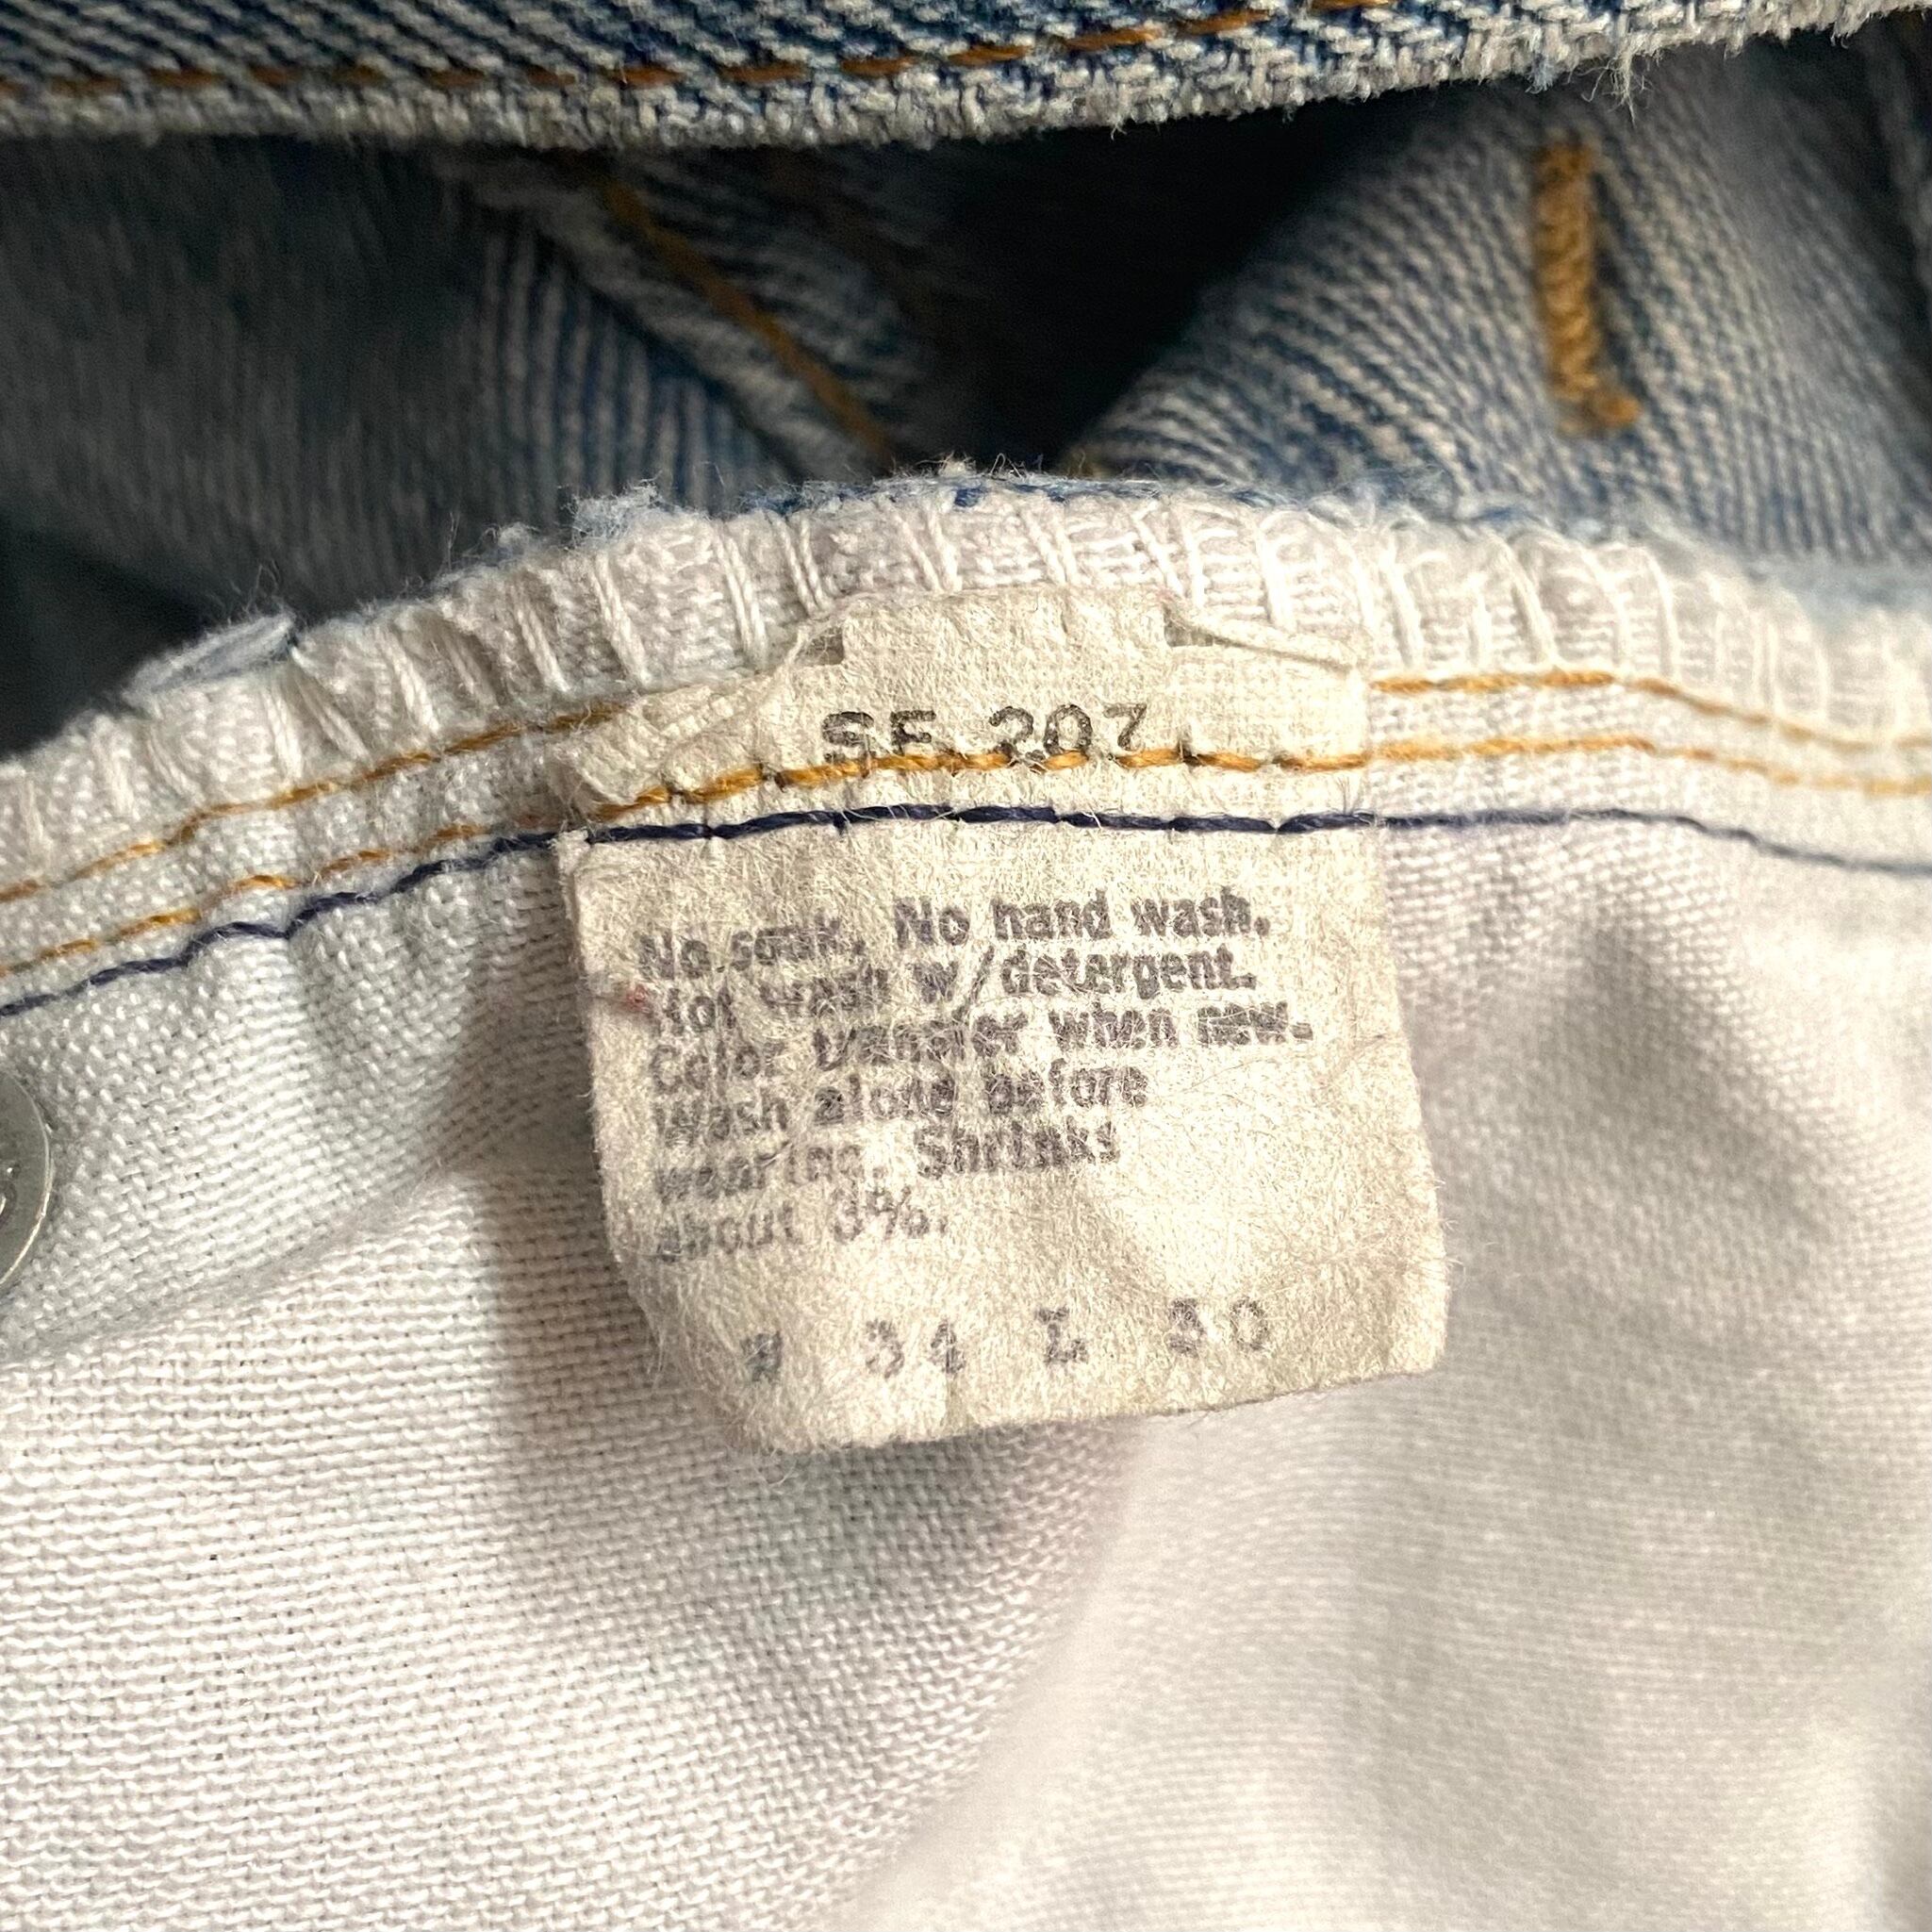 SF 207
No soak. No hand wash.
Hot wash w/detergent.
Color transfer when new.
Wash alone before
wearing. Shrinks
about 3%.
W 34 L 30